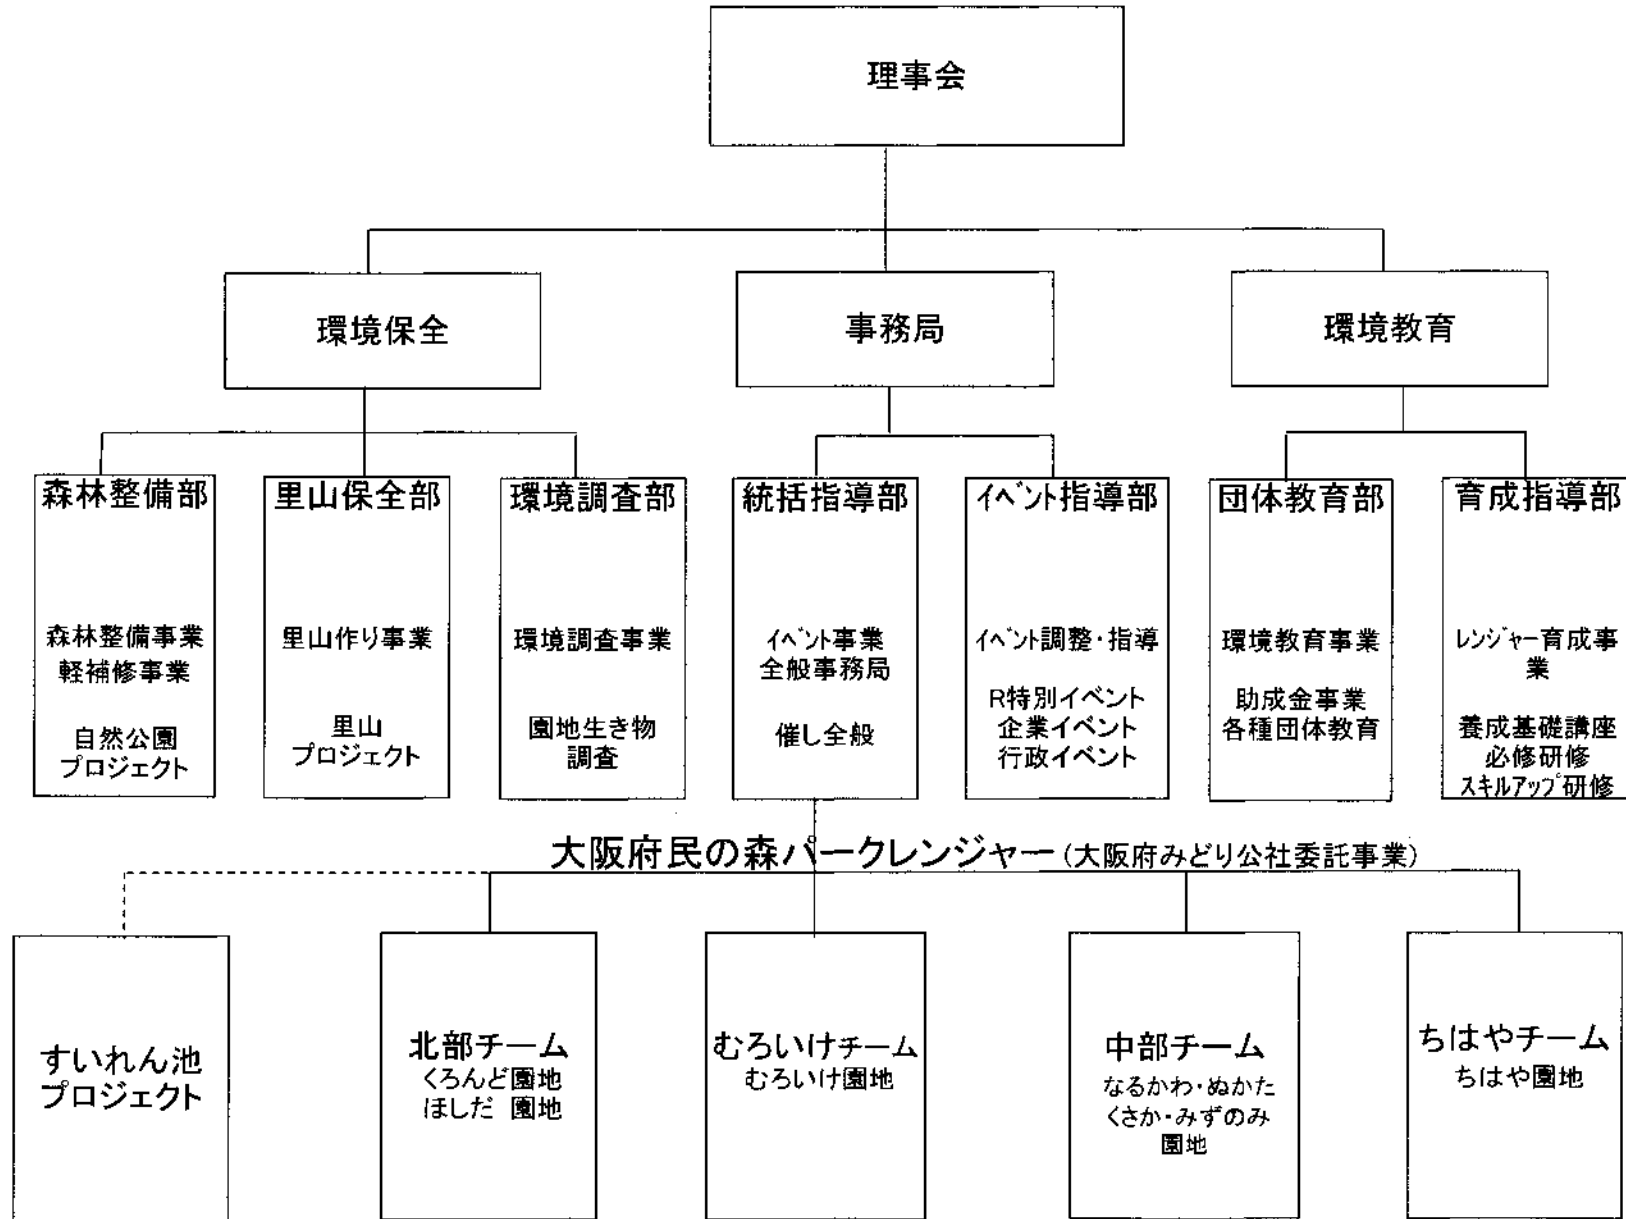 理事会
環境保全
事務局
環境教育
森林整備部
森林整備事業
軽補修事業
自然公園
プロジェクト
里山保全部
里山作り事業
里山
プロジェクト
環境調査部
環境調査事業
園地生き物
調査
統括指導部
イベント事業
全般事務局
催し全般
イベント指導部
イベント調整・指導
R特別イベント
企業イベント
行政イベント
団体教育部
環境教育事業
助成金事業
各種団体教育
育成指導部
レンジャー育成事
業
養成基礎講座
必修研修
スキルアップ研修
大阪府民の森パークレンジャー(大阪府みどり公社委託事業)
すいれん池
プロジェクト
北部チーム
くろんど園地
ほしだ 園地
むろいけチーム
むろいけ園地
中部チーム
なるかわ・ぬかた
くさか・みずのみ
園地
ちはやチーム
ちはや園地